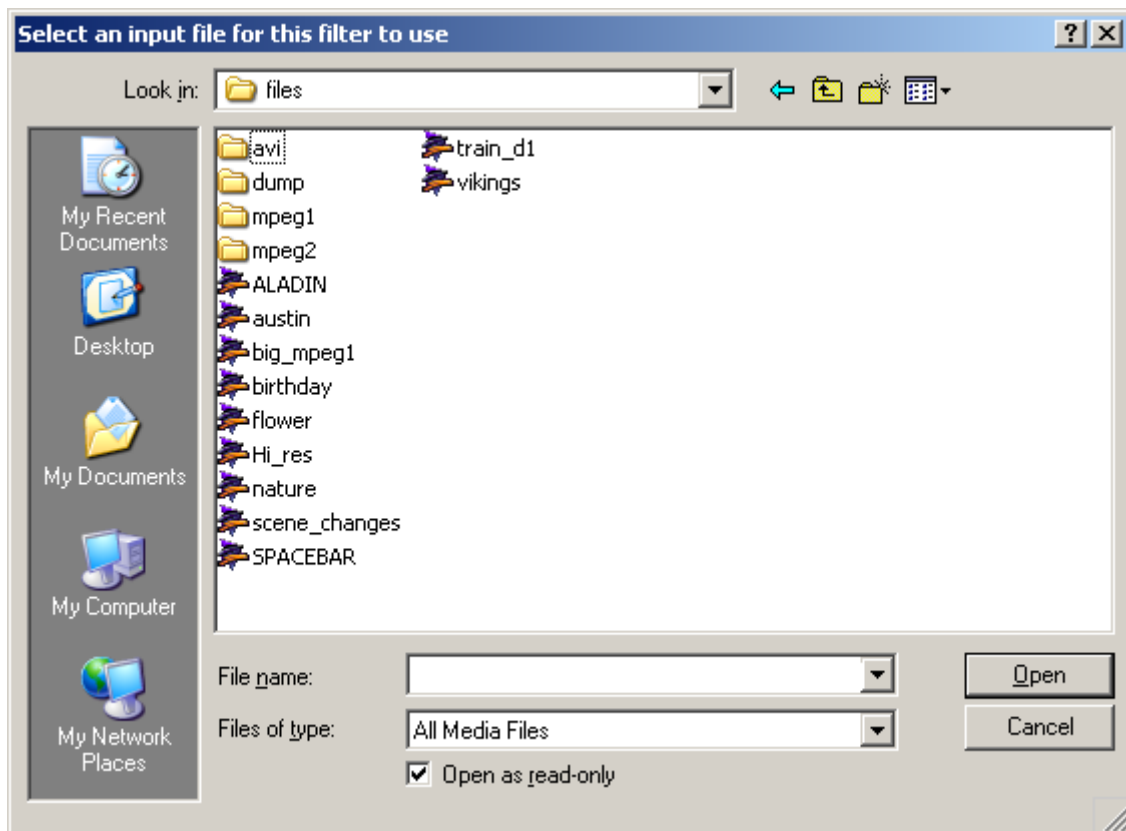 Select an input file for this filter to use
Look in:
files
My Recent
Documents
Desktop
My Documents
My Computer
My Network
Places
avi
dump
mpeg1
mpeg2
ALADIN
austin
big_mpeg1
birthday
flower
Hi_res
nature
scene_changes
SPACEBAR
train_d1
vikings
File name:
Open
Files of type:
All Media Files
Cancel
Open as read-only